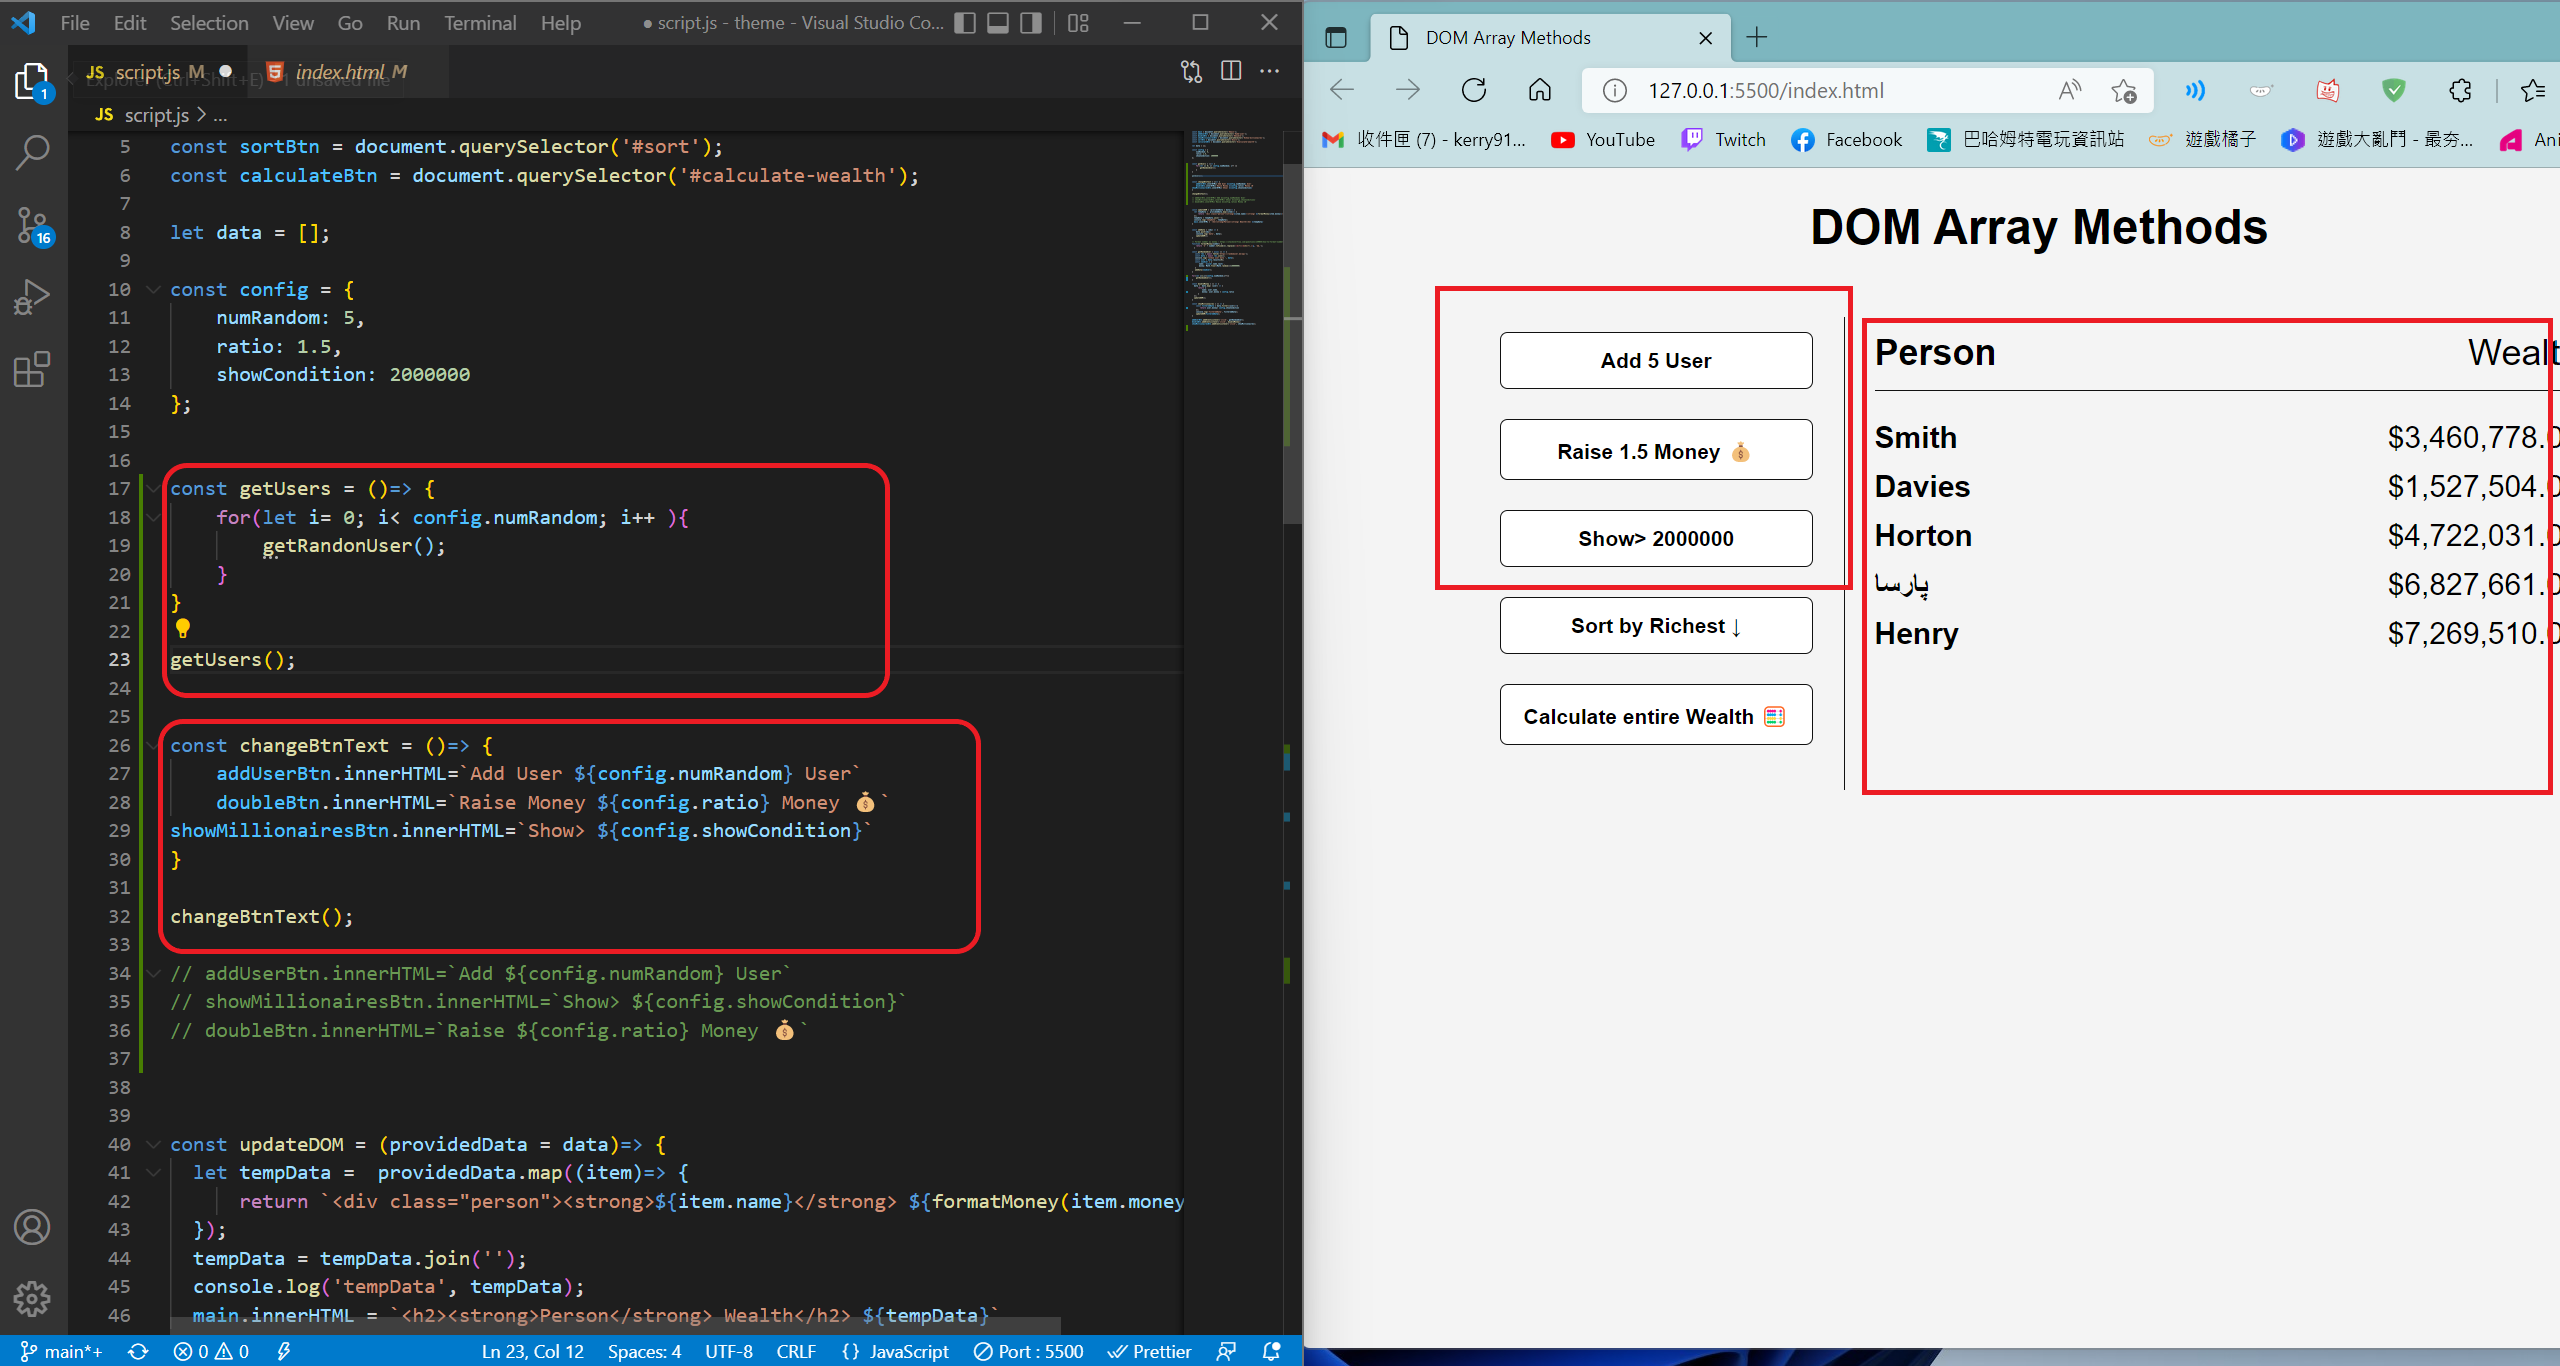 File Edit Selection View Go Run Terminal Help ● script.js - theme - Visual Studio Co...
JS script.js M ● index.html M
JS script.js > ...
5 const sortBtn = document.querySelector('#sort');
6 const calculateBtn = document.querySelector('#calculate-wealth');
7
8 let data = [];
9
10 const config = {
11 numRandom: 5,
12 ratio: 1.5,
13 showCondition: 2000000
14 };
15
16
17 const getUsers = ()=> {
18 for(let i= 0; i< config.numRandom; i++ ){
19 getRandonUser();
20 }
21 }
22
23 getUsers();
24
25
26 const changeBtnText = ()=> {
27 addUserBtn.innerHTML=`Add User ${config.numRandom} User`
28 doubleBtn.innerHTML=`Raise Money ${config.ratio} Money 💰`
29 showMillionairesBtn.innerHTML=`Show> ${config.showCondition}`
30 }
31
32 changeBtnText();
33
34 // addUserBtn.innerHTML=`Add ${config.numRandom} User`
35 // showMillionairesBtn.innerHTML=`Show> ${config.showCondition}`
36 // doubleBtn.innerHTML=`Raise ${config.ratio} Money 💰`
37
38
39
40 const updateDOM = (providedData = data)=> {
41 let tempData = providedData.map((item)=> {
42 return `<div class="person"><strong>${item.name}</strong> ${formatMoney(item.money
43 });
44 tempData = tempData.join('');
45 console.log('tempData', tempData);
46 main.innerHTML = `<h2><strong>Person</strong> Wealth</h2> ${tempData}`
1
16
main*+ 0 0 Ln 23, Col 12 Spaces: 4 UTF-8 CRLF {} JavaScript Port : 5500 Prettier
DOM Array Methods
127.0.0.1:5500/index.html
收件匣 (7) - kerry91... YouTube Twitch Facebook 巴哈姆特電玩資訊站 遊戲橘子 遊戲大亂鬥 - 最夯... Ani
DOM Array Methods
Add 5 User
Raise 1.5 Money 💰
Show> 2000000
Sort by Richest ↓
Calculate entire Wealth 🧮
Person Wealt
Smith $3,460,778.0
Davies $1,527,504.0
Horton $4,722,031.0
پارسا $6,827,661.0
Henry $7,269,510.0